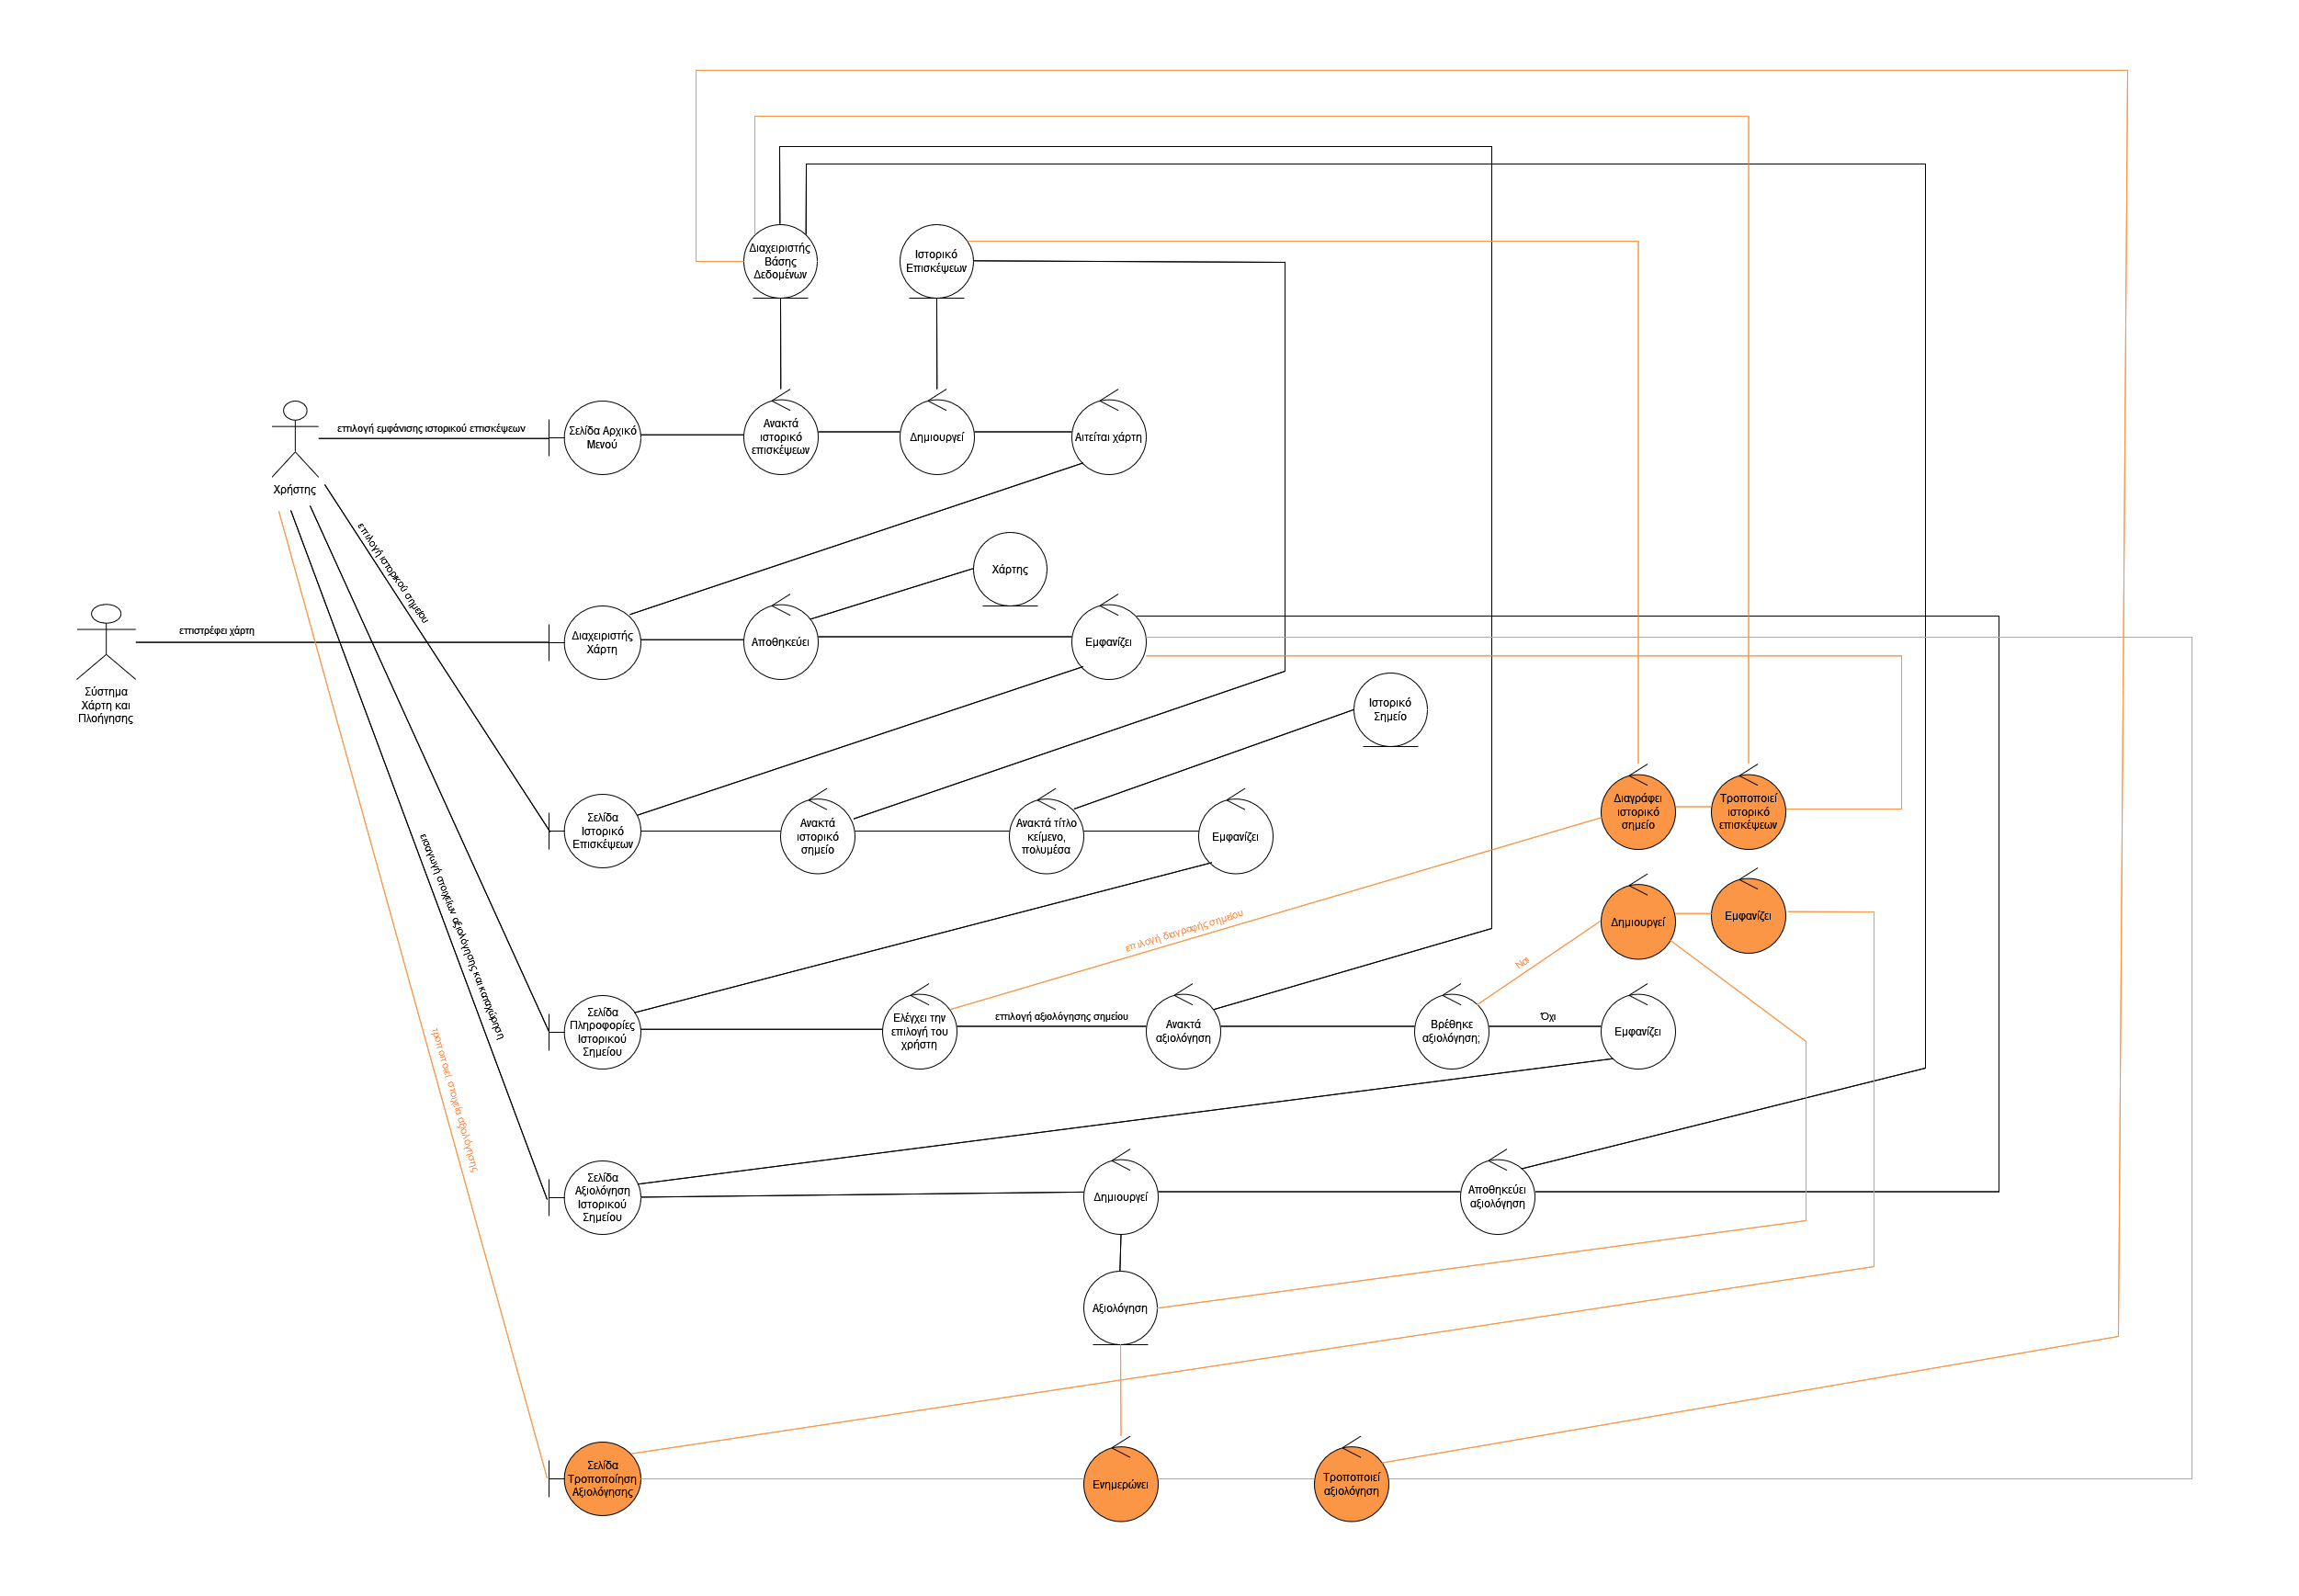 Διαχειριστής
Βάσης
Δεδομένων
Ιστορικό
Επισκέψεων
επιλογή εμφάνισης ιστορικού επισκέψεων
Σελίδα Αρχικό
Μενού
Ανακτά
ιστορικό
επισκέψεων
Δημιουργεί
Αιτείται χάρτη
Χρήστης
επιλογή ιστορικού σημείου
Χάρτης
επιστρέφει χάρτη
Διαχειριστής
Χάρτη
Αποθηκεύει
Εμφανίζει
Σύστημα
Χάρτη και
Πλοήγησης
Ιστορικό
Σημείο
Σελίδα
Ιστορικό
Επισκέψεων
Ανακτά
ιστορικό
σημείο
Ανακτά τίτλο
κείμενο,
πολυμέσα
Εμφανίζει
Διαγράφει
ιστορικό
σημείο
Τροποποιεί
ιστορικό
επισκέψεων
επιλογή διαγραφής σημείου
Δημιουργεί
Εμφανίζει
εισαγωγή στοιχείων αξιολόγησης και καταχώρηση
Ναι
Σελίδα
Πληροφορίες
Ιστορικού
Σημείου
Ελέγχει την
επιλογή του
χρήστη
επιλογή αξιολόγησης σημείου
Ανακτά
αξιολόγηση
Βρέθηκε
αξιολόγηση;
Όχι
Εμφανίζει
τροποποιεί στοιχεία αξιολόγησης
Σελίδα
Αξιολόγηση
Ιστορικού
Σημείου
Δημιουργεί
Αποθηκεύει
αξιολόγηση
Αξιολόγηση
Σελίδα
Τροποποίηση
Αξιολόγησης
Ενημερώνει
Τροποποιεί
αξιολόγηση